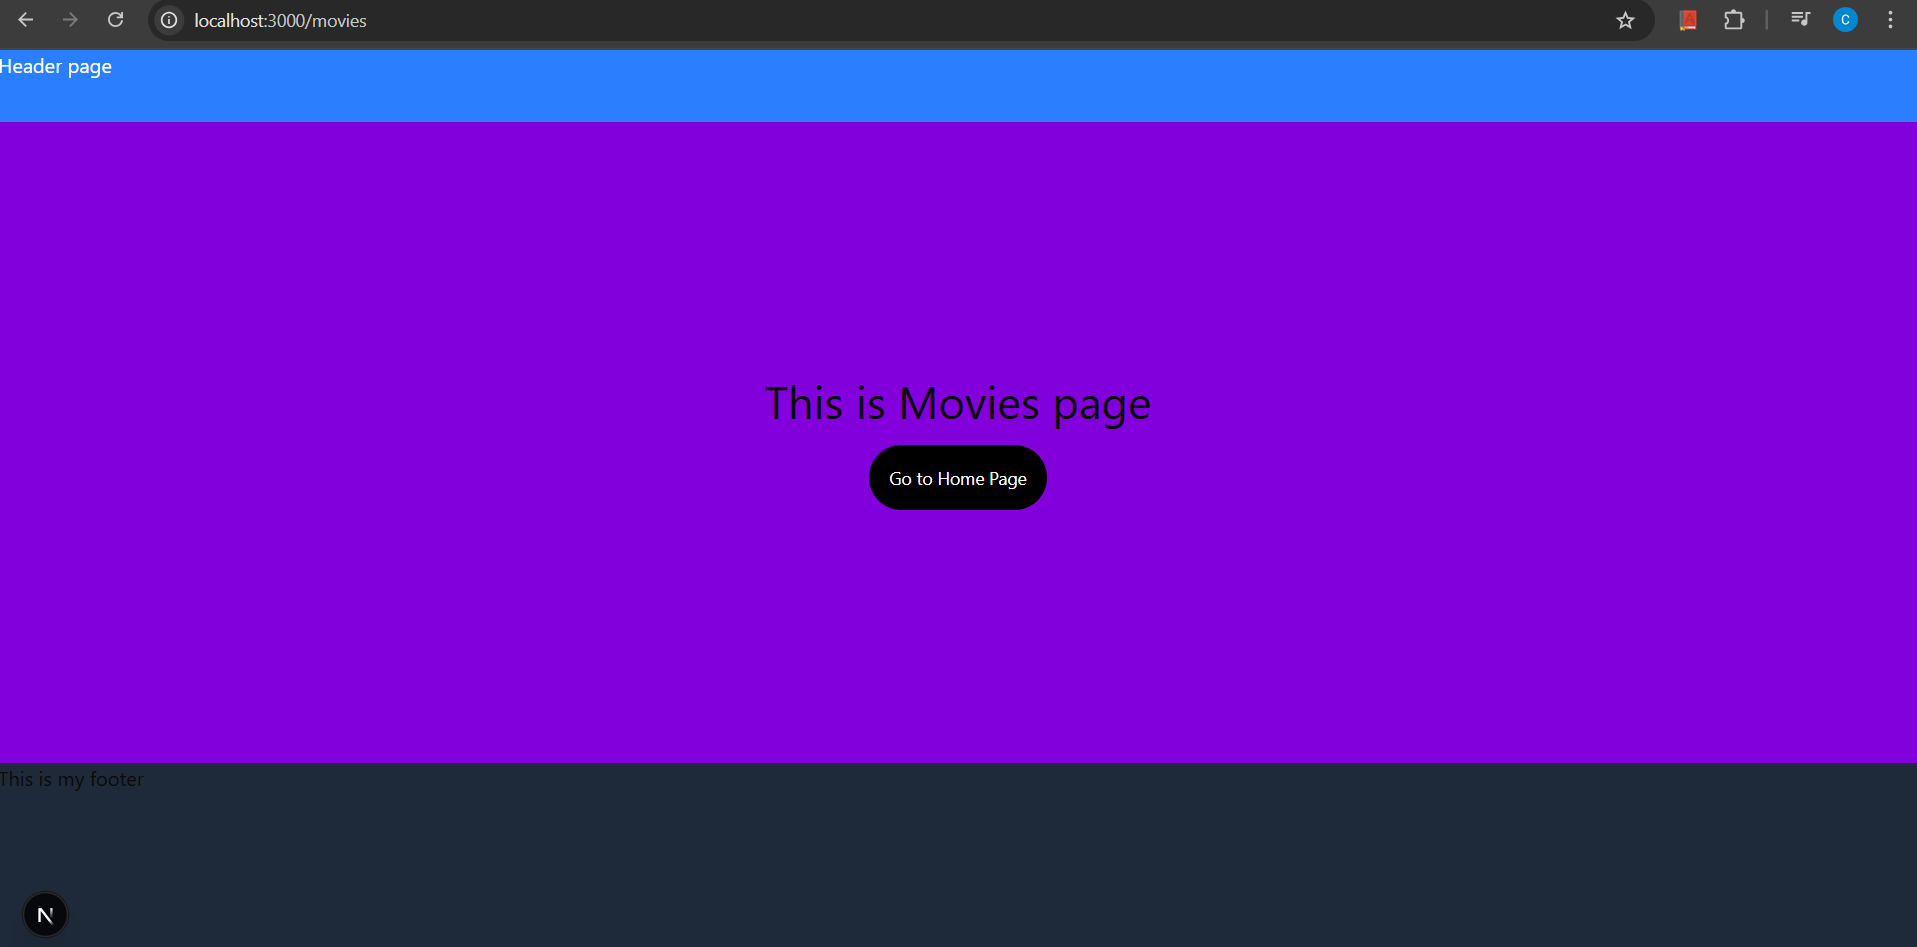 localhost:3000/movies
C
Header page
This is Movies page
Go to Home Page
This is my footer
N